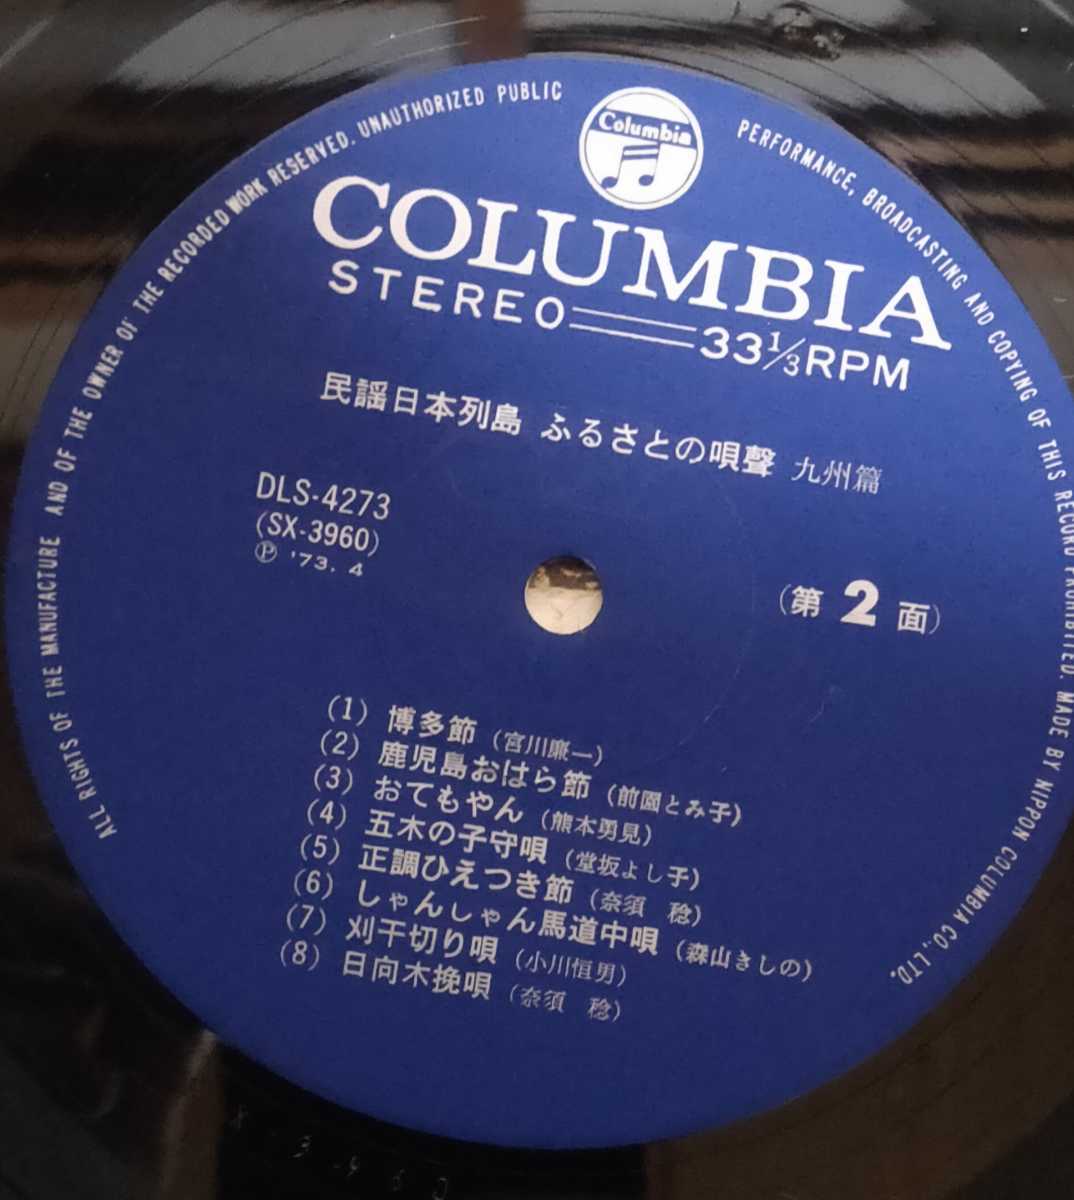 Columbia
COLUMBIA
STEREO 33 1/3 RPM
民謡日本列島 ふるさとの唄聲 九州篇
DLS-4273
(SX-3960)
Ⓟ '73. 4
(第 2 面)
(1) 博多節 (宮川廉一)
(2) 鹿児島おはら節 (前園とみ子)
(3) おてもやん (熊本勇見)
(4) 五木の子守唄 (堂坂よし子)
(5) 正調ひえつき節 (奈須 稔)
(6) しゃんしゃん馬道中唄 (森山きしの)
(7) 刈干切り唄 (小川恒男)
(8) 日向木挽唄 (奈須 稔)
ALL RIGHTS OF THE MANUFACTURE AND OF THE OWNER OF THE RECORDED WORK RESERVED. UNAUTHORIZED PUBLIC PERFORMANCE, BROADCASTING AND COPYING OF THIS RECORD PROHIBITED. MADE BY NIPPON COLUMBIA CO., LTD.